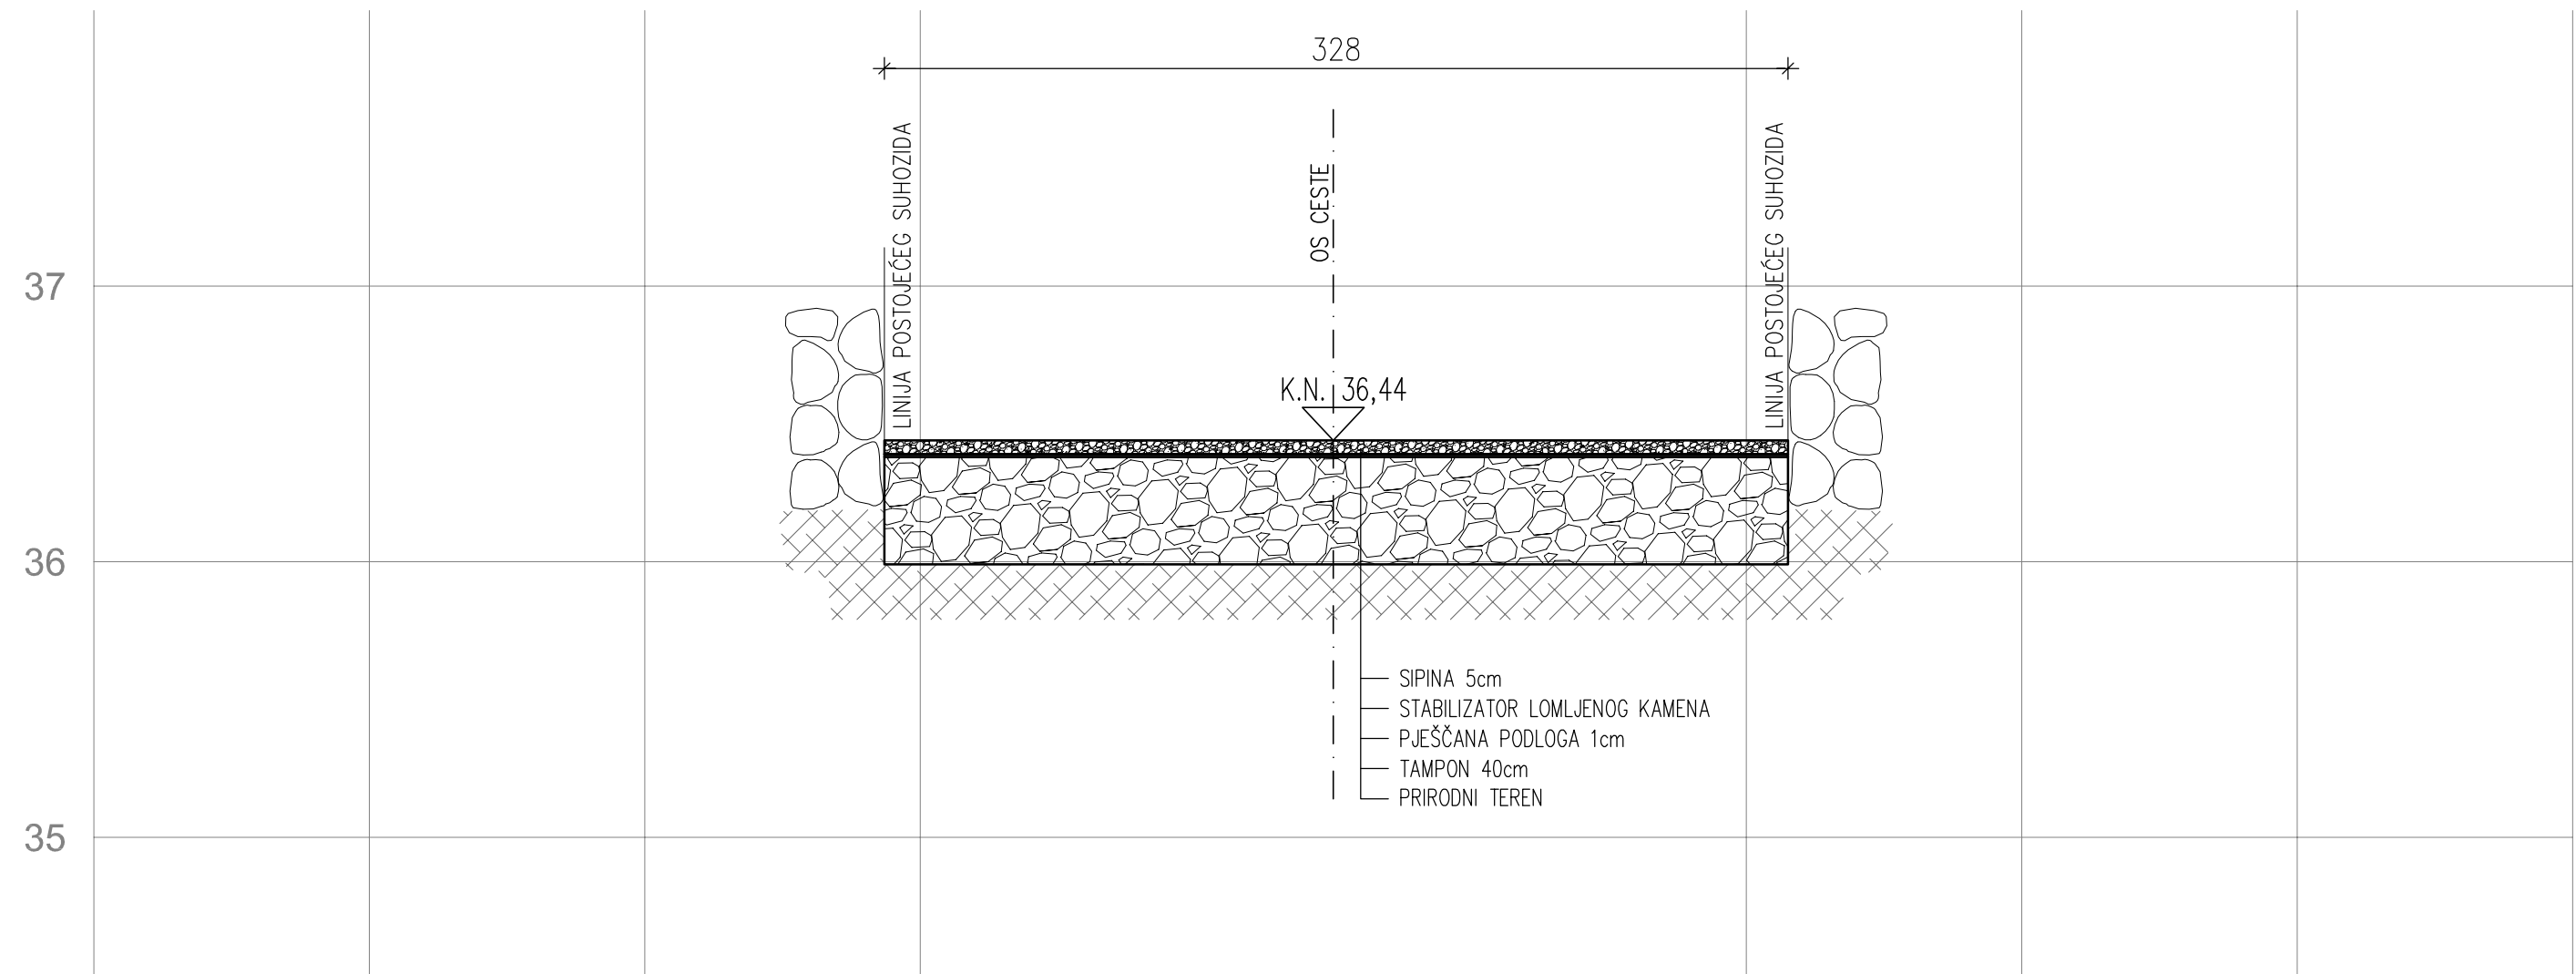 328
LINIJA POSTOJEĆEG SUHOZIDA
OS CESTE
LINIJA POSTOJEĆEG SUHOZIDA
37
K.N. 36,44
36
SIPINA 5cm
STABILIZATOR LOMLJENOG KAMENA
PJEŠČANA PODLOGA 1cm
TAMPON 40cm
PRIRODNI TEREN
35